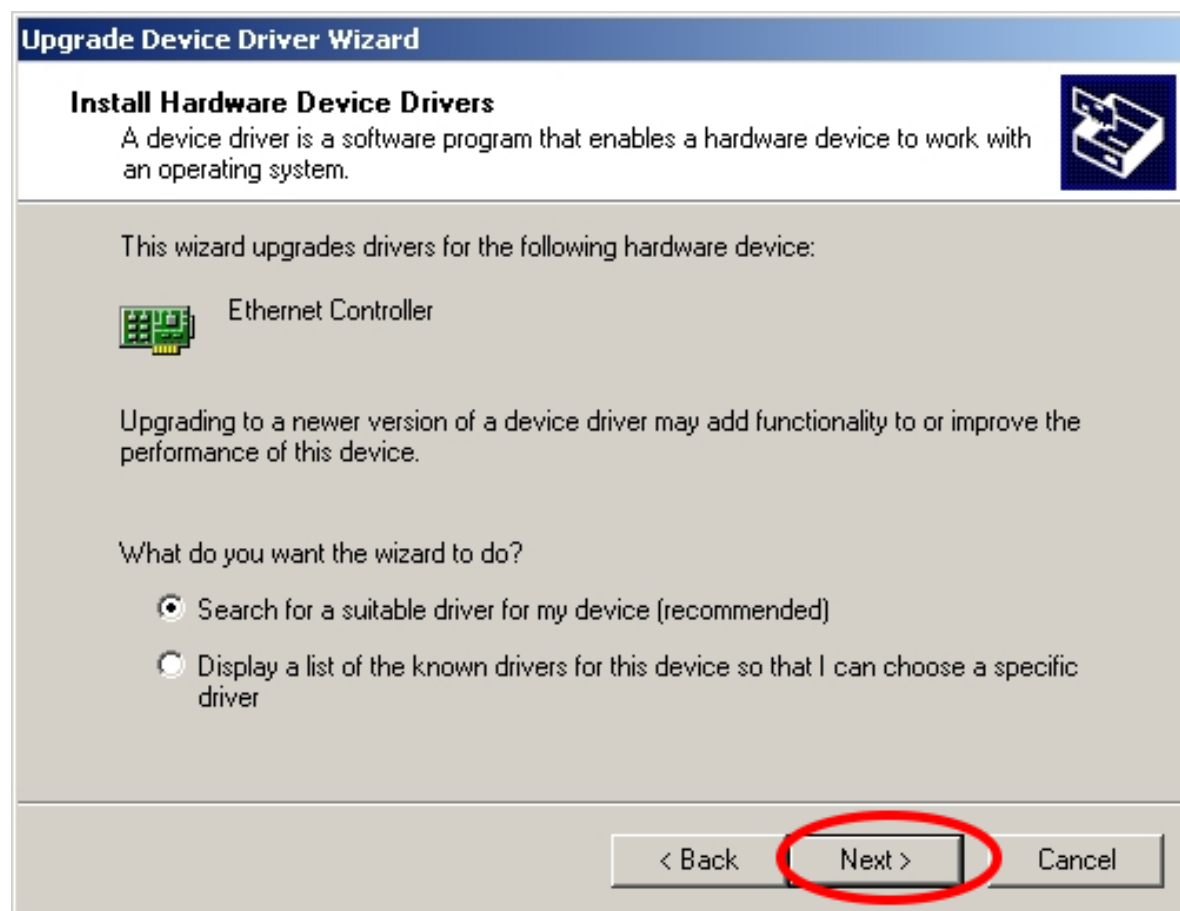 Upgrade Device Driver Wizard
Install Hardware Device Drivers
A device driver is a software program that enables a hardware device to work with
an operating system.
This wizard upgrades drivers for the following hardware device:
Ethernet Controller
Upgrading to a newer version of a device driver may add functionality to or improve the
performance of this device.
What do you want the wizard to do?
Search for a suitable driver for my device (recommended)
Display a list of the known drivers for this device so that I can choose a specific
driver
< Back Next > Cancel